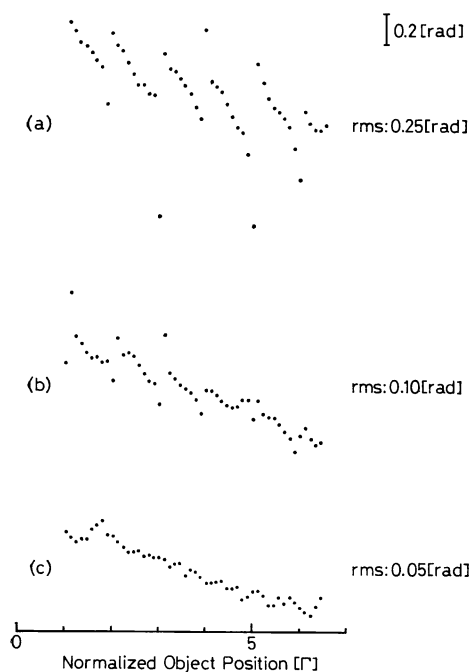 0.2[rad]
(a)
rms:0.25[rad]
(b)
rms:0.10[rad]
(c)
rms:0.05[rad]
0
5
Normalized Object Position [Γ]